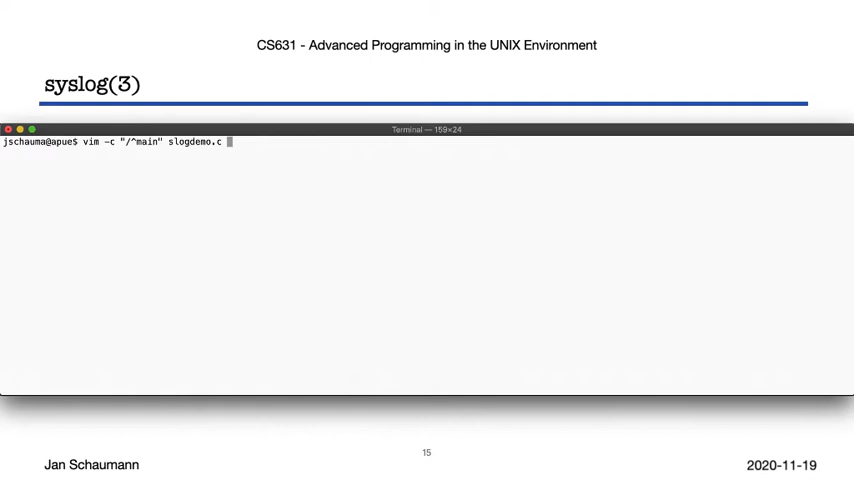 CS631 - Advanced Programming in the UNIX Environment
syslog(3)
Terminal — 159×24
jschauma@apue$ vim -c "/^main" slogdemo.c
15
Jan Schaumann
2020-11-19